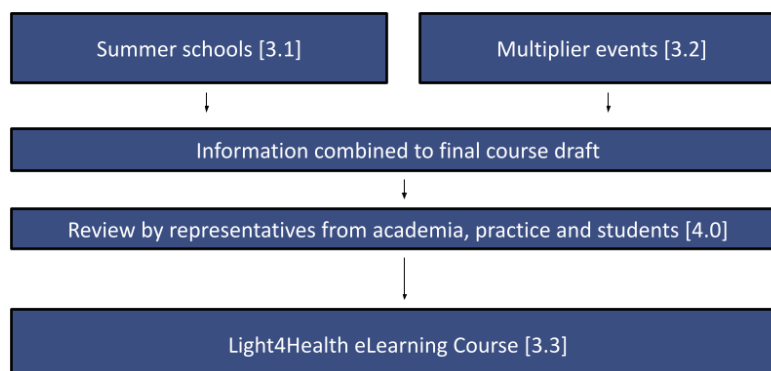 Summer schools [3.1]
Multiplier events [3.2]
Information combined to final course draft
Review by representatives from academia, practice and students [4.0]
Light4Health eLearning Course [3.3]